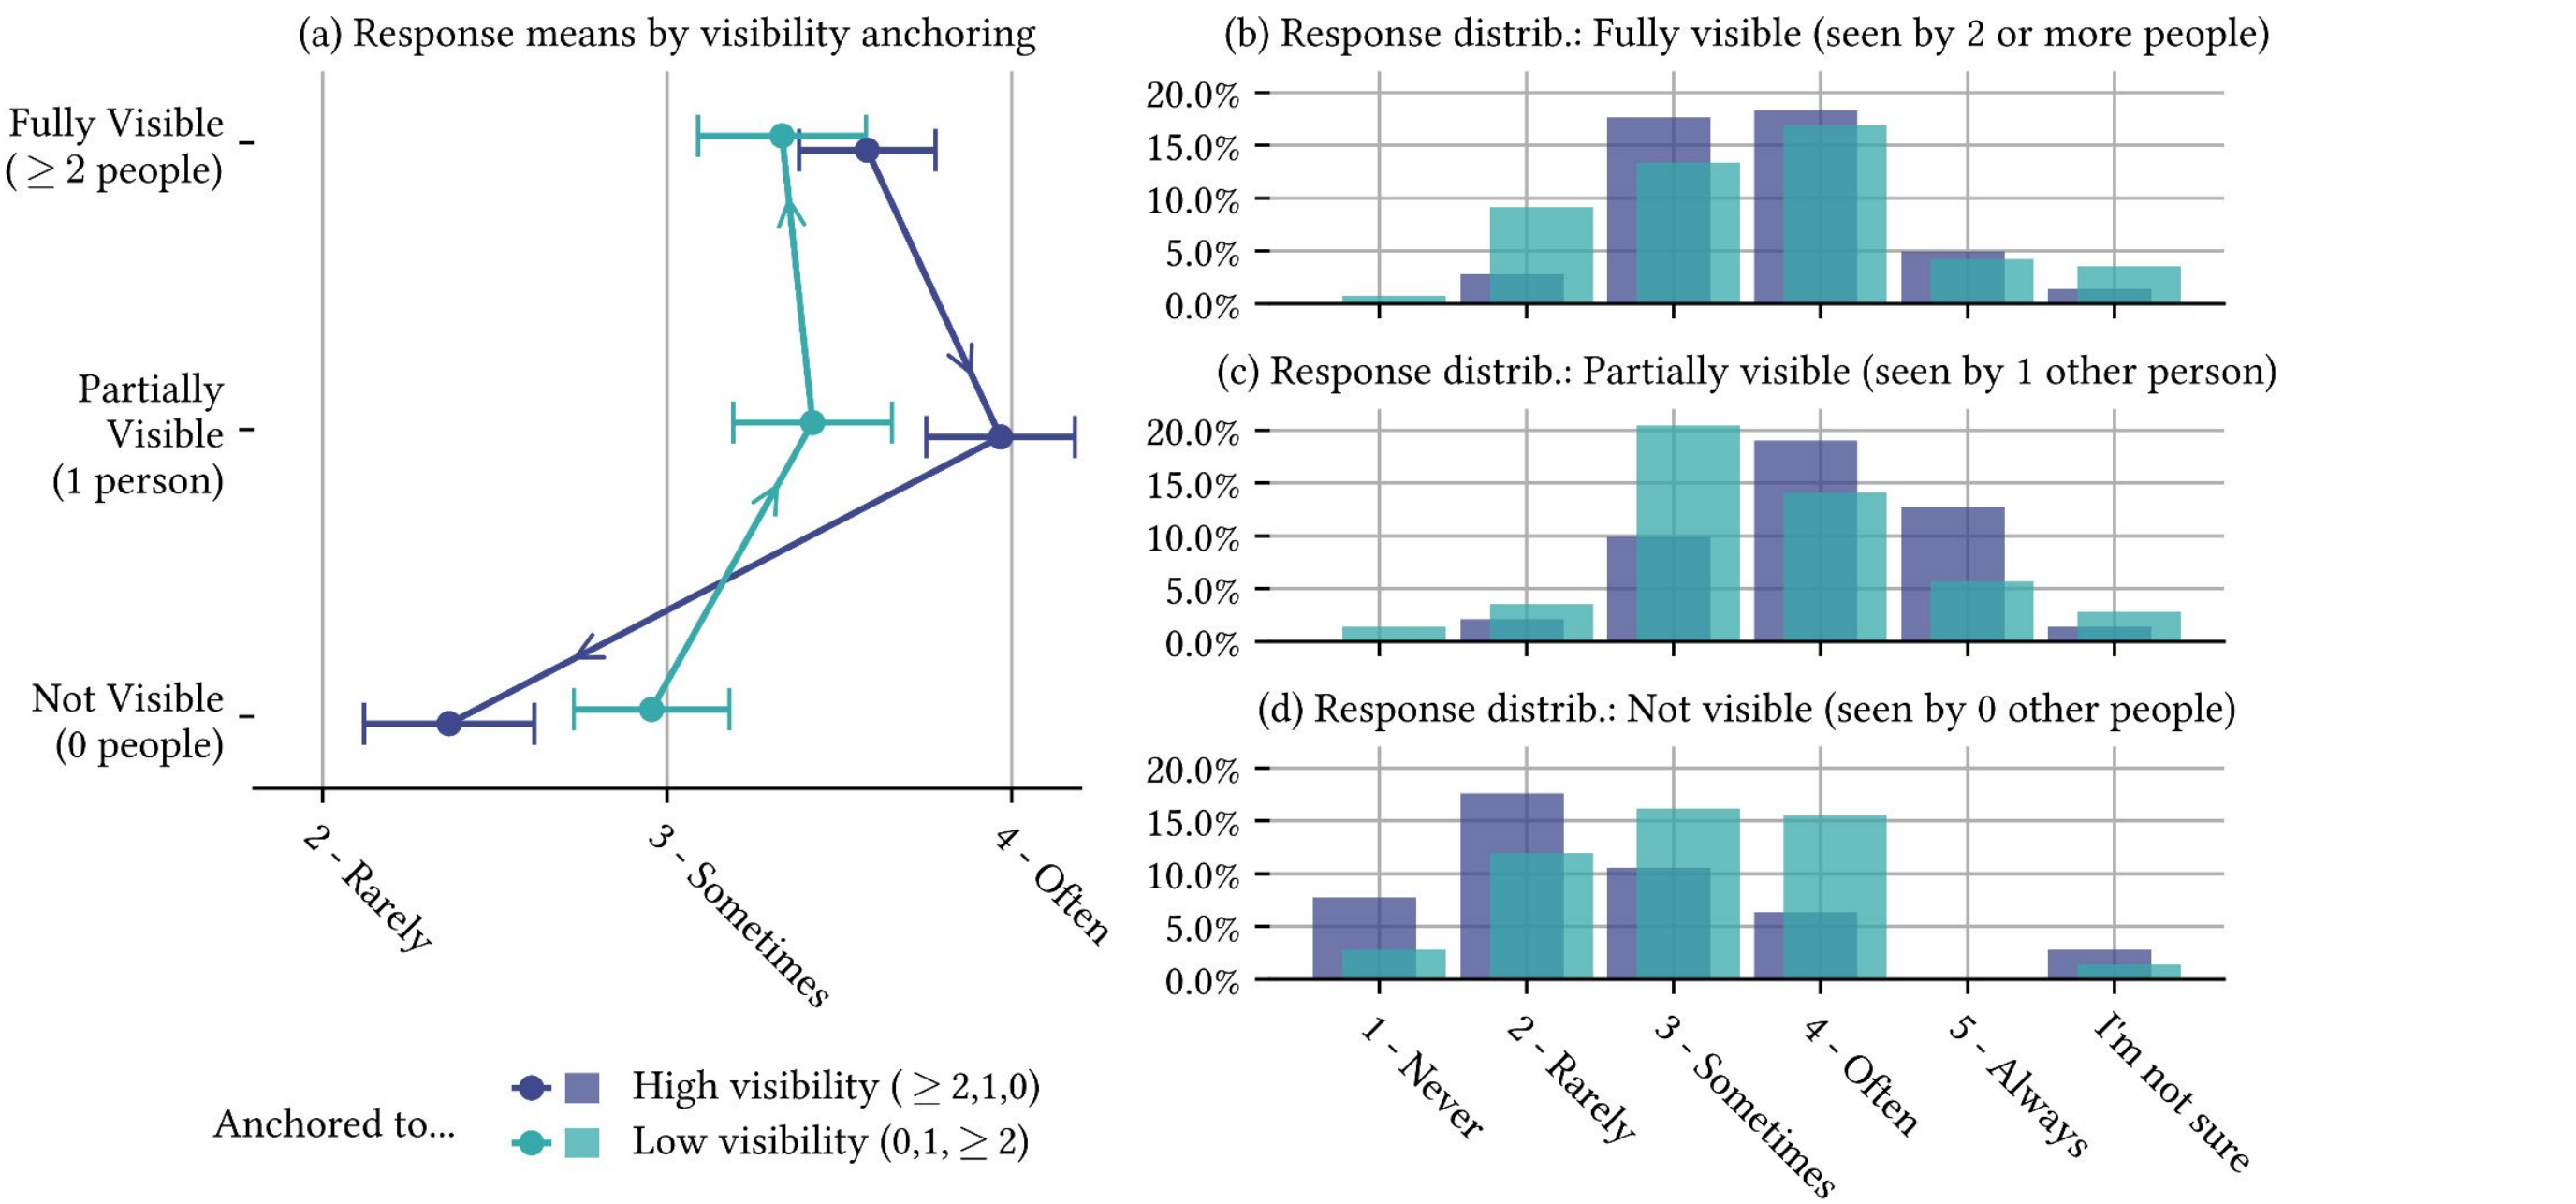 (a) Response means by visibility anchoring
Fully Visible
( ≥ 2 people)
Partially
Visible
(1 person)
Not Visible
(0 people)
2 - Rarely
3 - Sometimes
4 - Often
Anchored to...
High visibility ( ≥ 2,1,0)
Low visibility (0,1, ≥ 2)
(b) Response distrib.: Fully visible (seen by 2 or more people)
20.0%
15.0%
10.0%
5.0%
0.0%
(c) Response distrib.: Partially visible (seen by 1 other person)
20.0%
15.0%
10.0%
5.0%
0.0%
(d) Response distrib.: Not visible (seen by 0 other people)
20.0%
15.0%
10.0%
5.0%
0.0%
1 - Never
2 - Rarely
3 - Sometimes
4 - Often
5 - Always
I'm not sure